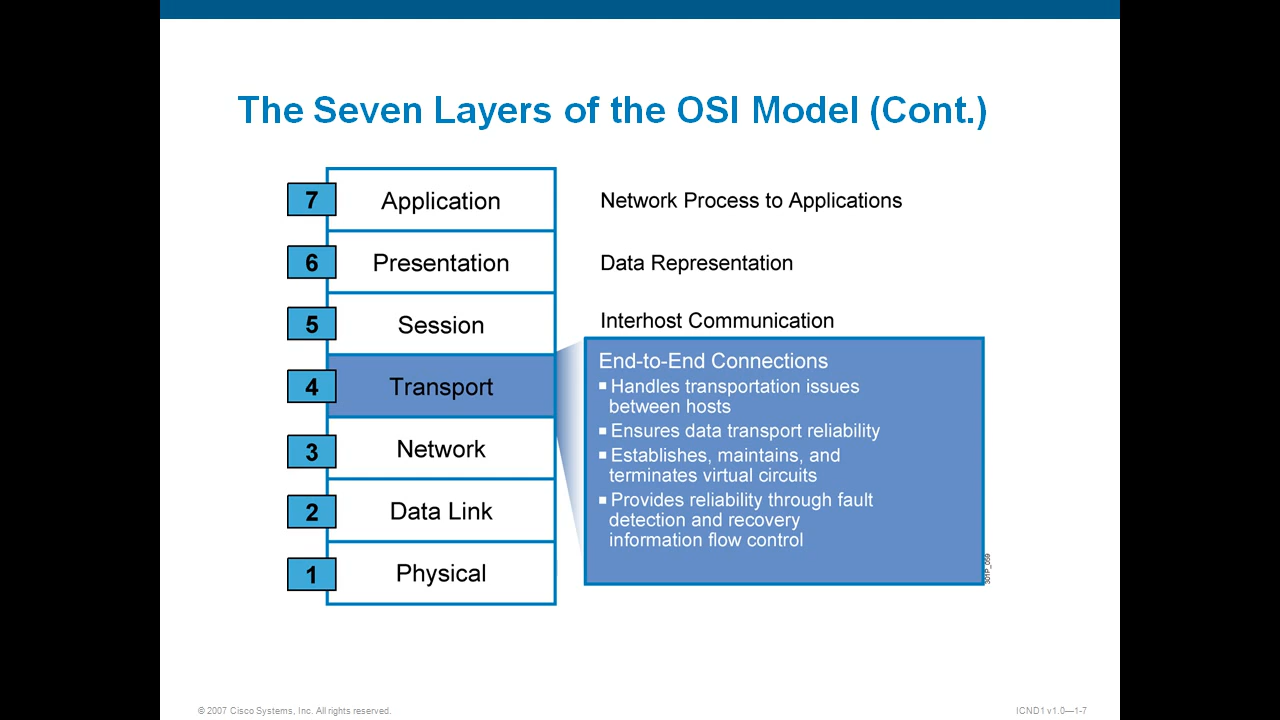 The Seven Layers of the OSI Model (Cont.)
7 Application Network Process to Applications
6 Presentation Data Representation
5 Session Interhost Communication
4 Transport
3 Network
2 Data Link
1 Physical
End-to-End Connections
▪ Handles transportation issues
between hosts
▪ Ensures data transport reliability
▪ Establishes, maintains, and
terminates virtual circuits
▪ Provides reliability through fault
detection and recovery
information flow control
301P_059
© 2007 Cisco Systems, Inc. All rights reserved.
ICND1 v1.0—1-7